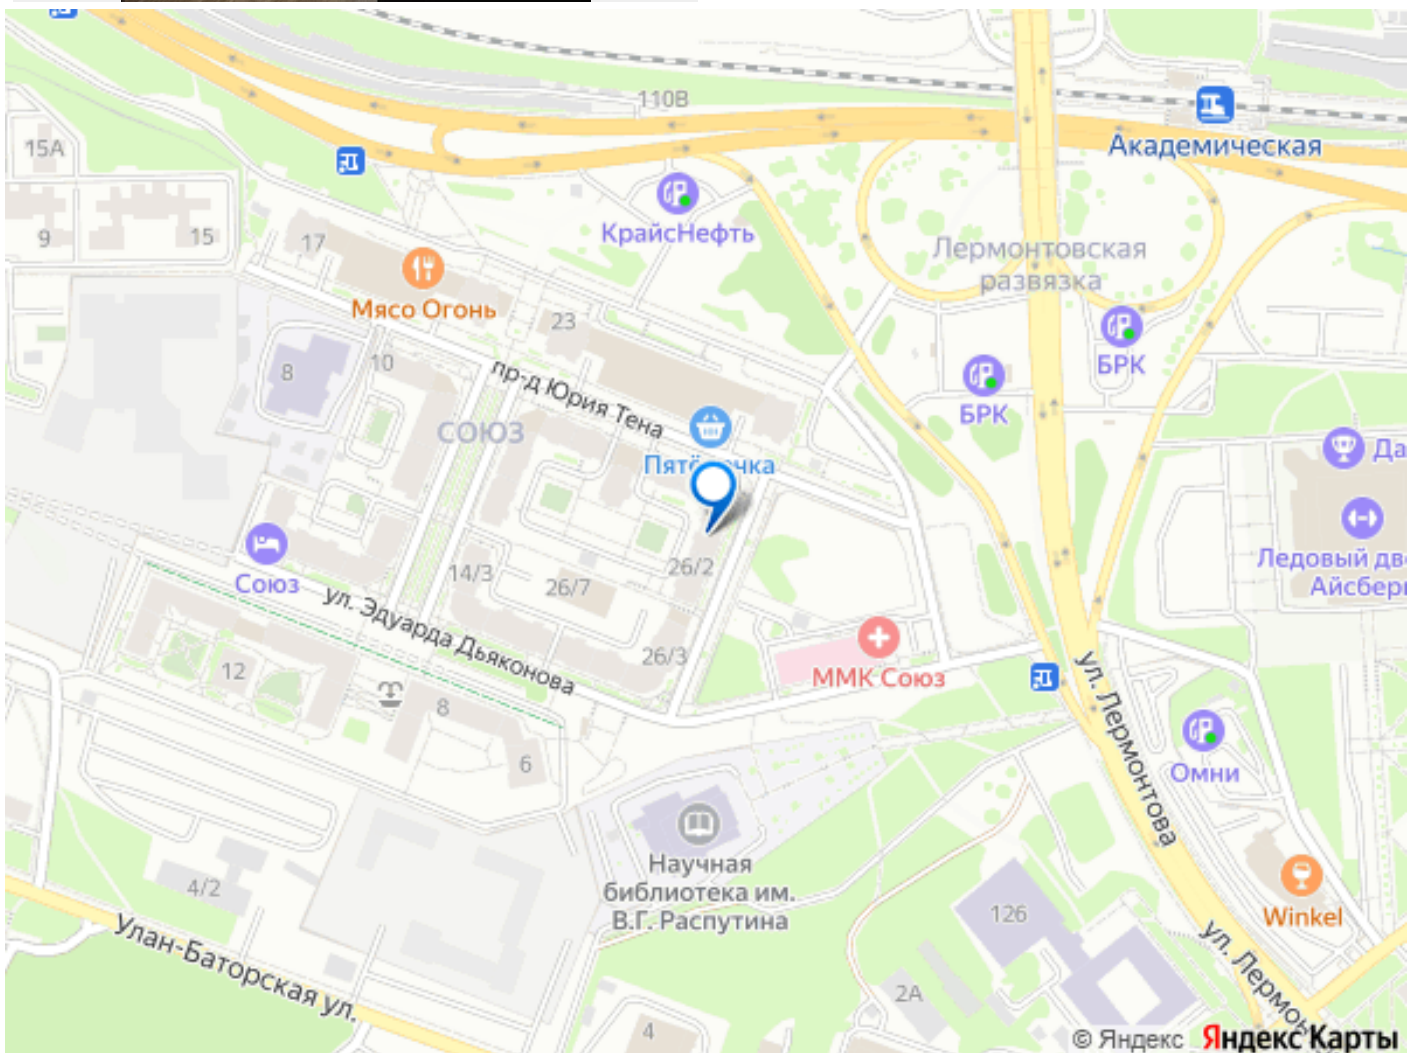 110В
15А
Академическая
КрайсНефть
9
15
17
Лермонтовская
развязка
Мясо Огонь
23
БРК
8
10
пр-д Юрия Тена
БРК
СОЮЗ
Да
Союз
14/3
26/7
26/2
Ледовый дв
Айсбер
ул. Эдуарда Дьяконова
26/3
ММК Союз
12
8
ул. Лермонтова
6
Омни
Научная
библиотека им.
В.Г. Распутина
4/2
126
Winkel
Улан-Баторская ул.
ул. Лермон
2А
4
© Яндекс Яндекс Карты